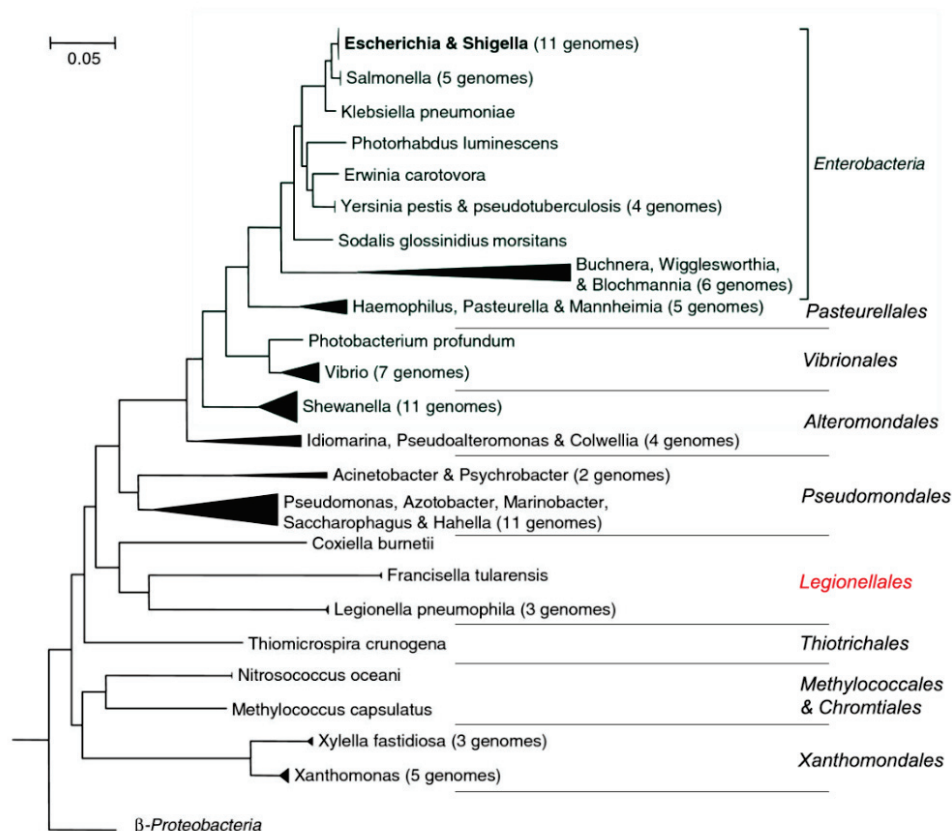 0.05
Escherichia & Shigella (11 genomes)
Salmonella (5 genomes)
Klebsiella pneumoniae
Photorhabdus luminescens
Erwinia carotovora
Enterobacteria
Yersinia pestis & pseudotuberculosis (4 genomes)
Sodalis glossinidius morsitans
Buchnera, Wigglesworthia,
& Blochmannia (6 genomes)
Haemophilus, Pasteurella & Mannheimia (5 genomes)
Pasteurellales
Photobacterium profundum
Vibrionales
Vibrio (7 genomes)
Shewanella (11 genomes)
Alteromondales
Idiomarina, Pseudoalteromonas & Colwellia (4 genomes)
Acinetobacter & Psychrobacter (2 genomes)
Pseudomondales
Pseudomonas, Azotobacter, Marinobacter,
Saccharophagus & Hahella (11 genomes)
Coxiella burnetii
Francisella tularensis
Legionellales
Legionella pneumophila (3 genomes)
Thiomicrospira crunogena
Thiotrichales
Nitrosococcus oceani
Methylococcales
& Chromtiales
Methylococcus capsulatus
Xylella fastidiosa (3 genomes)
Xanthomondales
Xanthomonas (5 genomes)
β-Proteobacteria